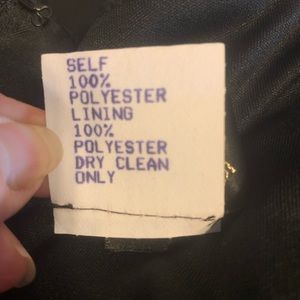 SELF
100%
POLYESTER
LINING
100%
POLYESTER
DRY CLEAN
ONLY